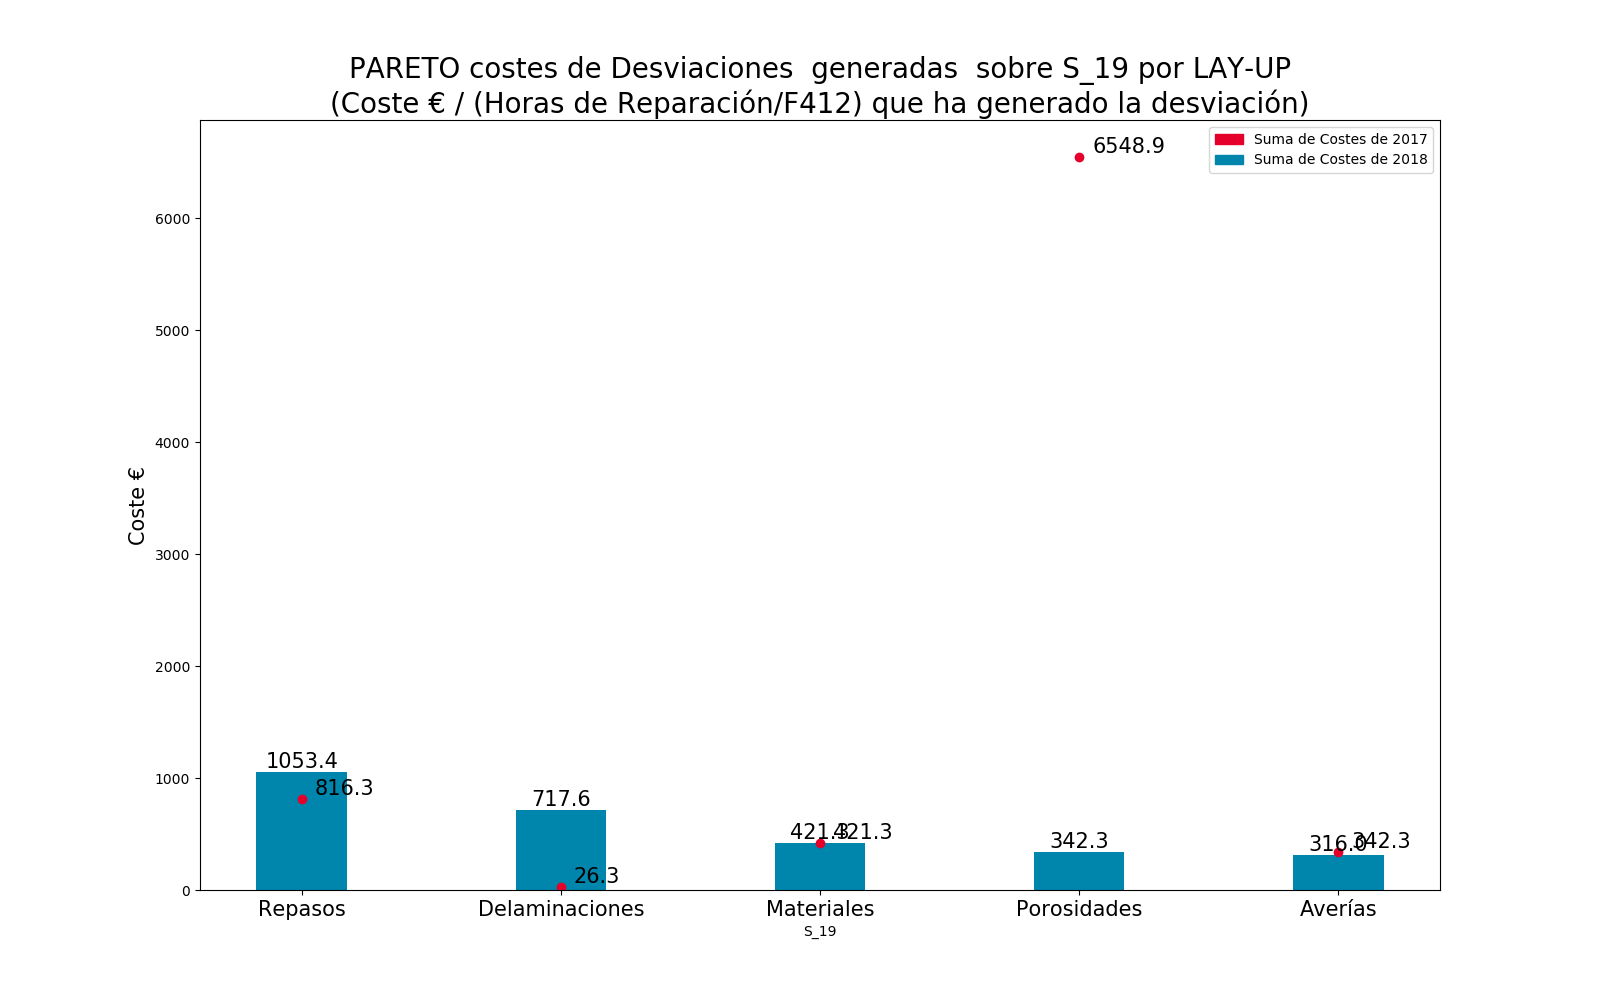 PARETO costes de Desviaciones  generadas  sobre S_19 por LAY-UP
(Coste € / (Horas de Reparación/F412) que ha generado la desviación)
Suma de Costes de 2017
Suma de Costes de 2018
6548.9
6000
5000
4000
3000
2000
1000
0
Coste €
1053.4
816.3
717.6
26.3
421.3
421.3
342.3
316.0
342.3
Repasos
Delaminaciones
Materiales
Porosidades
Averías
S_19